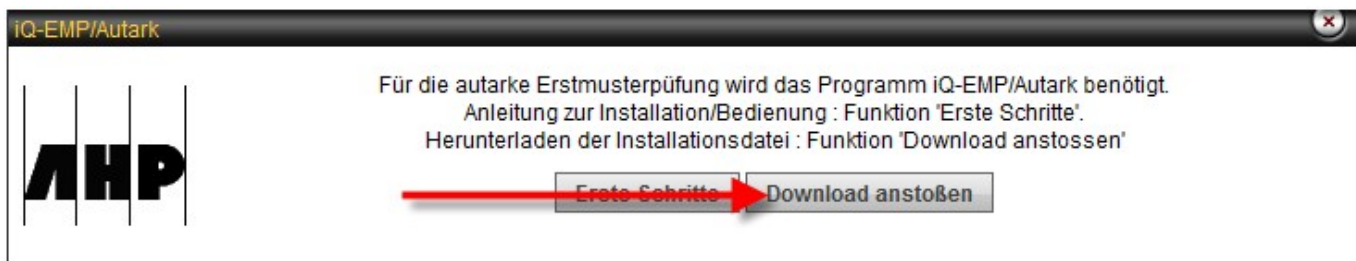 iQ-EMP/Autark
Für die autarke Erstmusterpüfung wird das Programm iQ-EMP/Autark benötigt.
Anleitung zur Installation/Bedienung : Funktion 'Erste Schritte'.
Herunterladen der Installationsdatei : Funktion 'Download anstossen'
AHP
Erste Schritte Download anstoßen